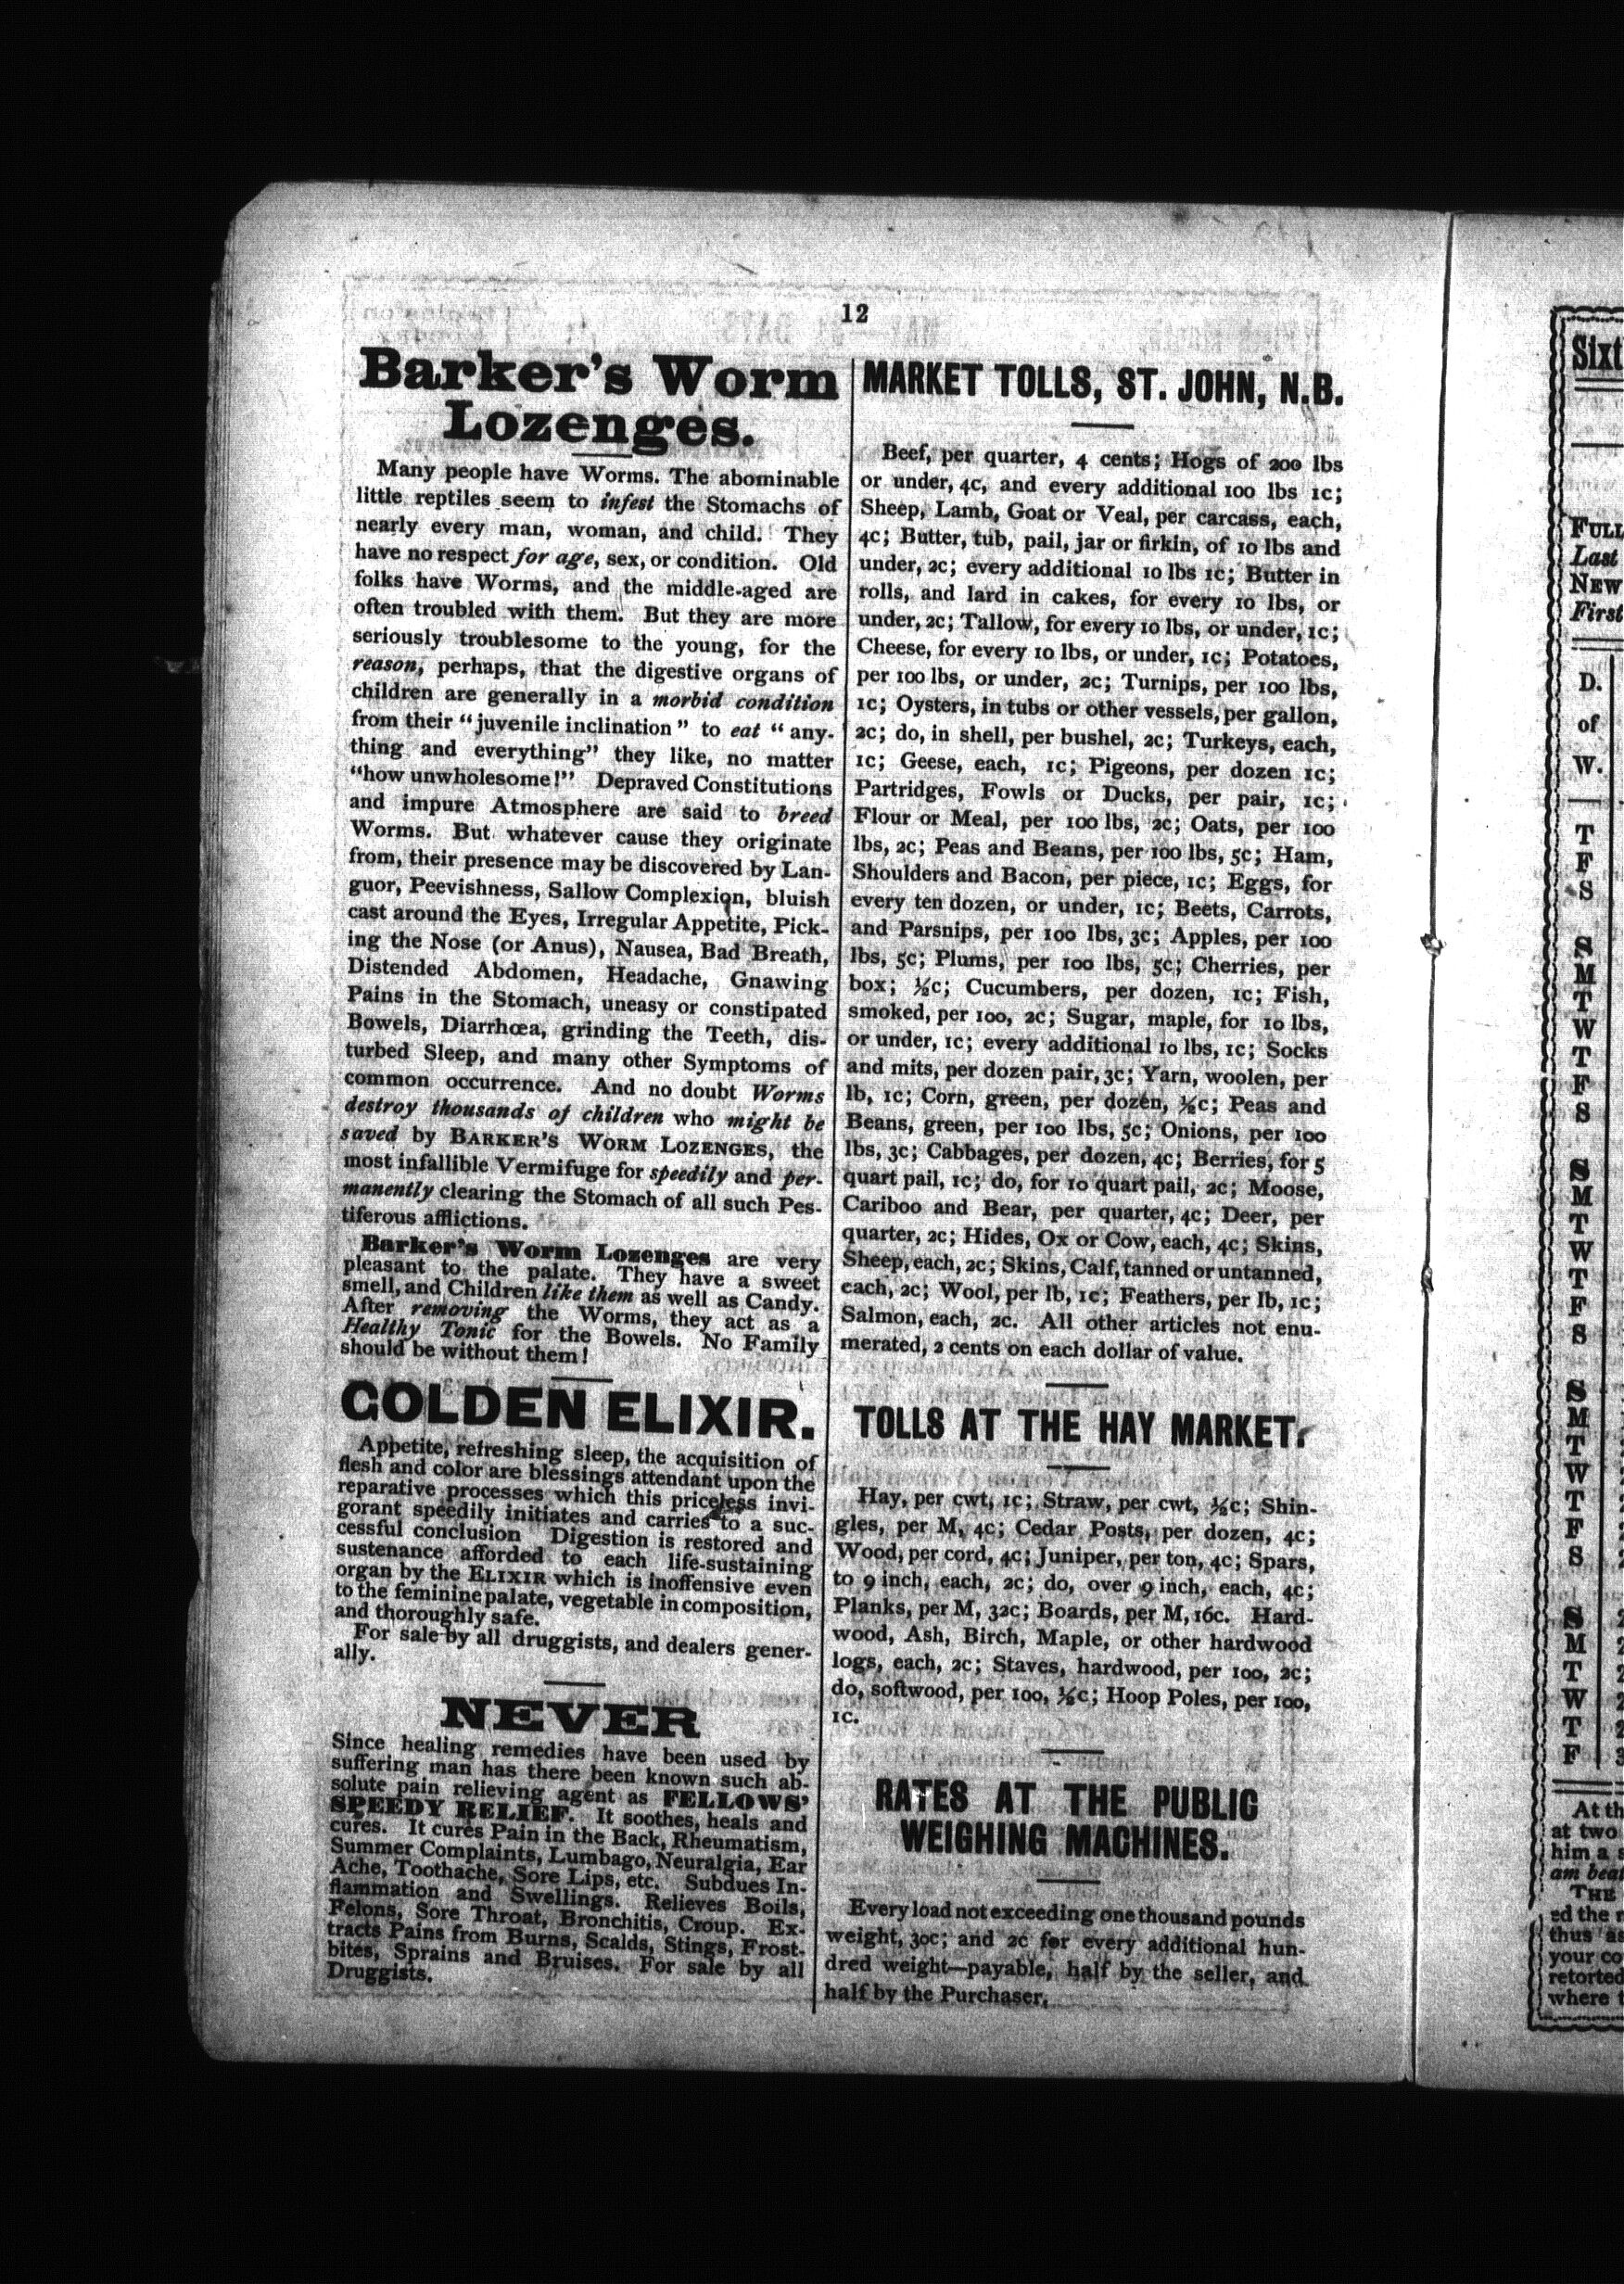 12
Barker's Worm
Lozenges.
Many people have Worms. The abominable
little reptiles seem to infest the Stomachs of
nearly every man, woman, and child. They
have no respect for age, sex, or condition. Old
folks have Worms, and the middle-aged are
often troubled with them. But they are more
seriously troublesome to the young, for the
reason, perhaps, that the digestive organs of
children are generally in a morbid condition
from their "juvenile inclination" to eat "any-
thing and everything" they like, no matter
"how unwholesome!" Depraved Constitutions
and impure Atmosphere are said to breed
Worms. But whatever cause they originate
from, their presence may be discovered by Lan-
guor, Peevishness, Sallow Complexion, bluish
cast around the Eyes, Irregular Appetite, Pick-
ing the Nose (or Anus), Nausea, Bad Breath,
Distended Abdomen, Headache, Gnawing
Pains in the Stomach, uneasy or constipated
Bowels, Diarrhœa, grinding the Teeth, dis-
turbed Sleep, and many other Symptoms of
common occurrence. And no doubt Worms
destroy thousands of children who might be
saved by BARKER'S WORM LOZENGES, the
most infallible Vermifuge for speedily and per-
manently clearing the Stomach of all such Pes-
tiferous afflictions.
Barker's Worm Lozenges are very
pleasant to the palate. They have a sweet
smell, and Children like them as well as Candy.
After removing the Worms, they act as a
Healthy Tonic for the Bowels. No Family
should be without them!
GOLDEN ELIXIR.
Appetite, refreshing sleep, the acquisition of
flesh and color are blessings attendant upon the
reparative processes which this priceless invi-
gorant speedily initiates and carries to a suc-
cessful conclusion Digestion is restored and
sustenance afforded to each life-sustaining
organ by the ELIXIR which is inoffensive even
to the feminine palate, vegetable in composition,
and thoroughly safe.
For sale by all druggists, and dealers gener-
ally.
NEVER
Since healing remedies have been used by
suffering man has there been known such ab-
solute pain relieving agent as FELLOWS'
SPEEDY RELIEF. It soothes, heals and
cures. It cures Pain in the Back, Rheumatism,
Summer Complaints, Lumbago, Neuralgia, Ear
Ache, Toothache, Sore Lips, etc. Subdues In-
flammation and Swellings. Relieves Boils,
Felons, Sore Throat, Bronchitis, Croup. Ex-
tracts Pains from Burns, Scalds, Stings, Frost-
bites, Sprains and Bruises. For sale by all
Druggists.
MARKET TOLLS, ST. JOHN, N.B.
Beef, per quarter, 4 cents; Hogs of 200 lbs
or under, 4c, and every additional 100 lbs 1c;
Sheep, Lamb, Goat or Veal, per carcass, each,
4c; Butter, tub, pail, jar or firkin, of 10 lbs and
under, 2c; every additional 10 lbs 1c; Butter in
rolls, and lard in cakes, for every 10 lbs, or
under, 2c; Tallow, for every 10 lbs, or under, 1c;
Cheese, for every 10 lbs, or under, 1c; Potatoes,
per 100 lbs, or under, 2c; Turnips, per 100 lbs,
1c; Oysters, in tubs or other vessels, per gallon,
2c; do, in shell, per bushel, 2c; Turkeys, each,
1c; Geese, each, 1c; Pigeons, per dozen 1c;
Partridges, Fowls or Ducks, per pair, 1c;
Flour or Meal, per 100 lbs, 2c; Oats, per 100
lbs, 2c; Peas and Beans, per 100 lbs, 5c; Ham,
Shoulders and Bacon, per piece, 1c; Eggs, for
every ten dozen, or under, 1c; Beets, Carrots,
and Parsnips, per 100 lbs, 3c; Apples, per 100
lbs, 5c; Plums, per 100 lbs, 5c; Cherries, per
box; ½c; Cucumbers, per dozen, 1c; Fish,
smoked, per 100, 2c; Sugar, maple, for 10 lbs,
or under, 1c; every additional 10 lbs, 1c; Socks
and mits, per dozen pair, 3c; Yarn, woolen, per
lb, 1c; Corn, green, per dozen, ½c; Peas and
Beans, green, per 100 lbs, 5c; Onions, per 100
lbs, 3c; Cabbages, per dozen, 4c; Berries, for 5
quart pail, 1c; do, for 10 quart pail, 2c; Moose,
Cariboo and Bear, per quarter, 4c; Deer, per
quarter, 2c; Hides, Ox or Cow, each, 4c; Skins,
Sheep, each, 2c; Skins, Calf, tanned or untanned,
each, 2c; Wool, per lb, 1c; Feathers, per lb, 1c;
Salmon, each, 2c. All other articles not enu-
merated, 2 cents on each dollar of value.
TOLLS AT THE HAY MARKET.
Hay, per cwt, 1c; Straw, per cwt, ½c; Shin-
gles, per M, 4c; Cedar Posts, per dozen, 4c;
Wood, per cord, 4c; Juniper, per ton, 4c; Spars,
to 9 inch, each, 2c; do, over 9 inch, each, 4c;
Planks, per M, 32c; Boards, per M, 16c. Hard-
wood, Ash, Birch, Maple, or other hardwood
logs, each, 2c; Staves, hardwood, per 100, 2c;
do, softwood, per 100, ½c; Hoop Poles, per 100,
1c.
RATES AT THE PUBLIC
WEIGHING MACHINES.
Every load not exceeding one thousand pounds
weight, 30c; and 2c for every additional hun-
dred weight—payable, half by the seller, and
half by the Purchaser.
Sixt
FULL
Last
NEW
First
D.
of
W.
T
F
S
S
M
T
W
T
F
S
S
M
T
W
T
F
S
S
M
T
W
T
F
S
S
M
T
W
T
F
At th
at two
him a s
am beat
THE
ed the r
thus as
your co
retorted
where t